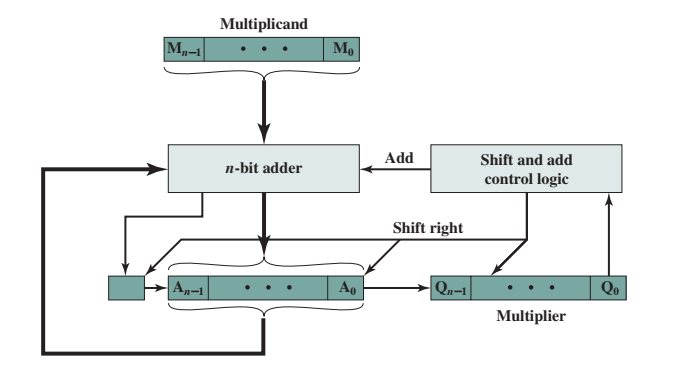 Multiplicand
Mn–1 • • • M0
n-bit adder
Add
Shift and add
control logic
Shift right
An–1 • • • A0
Qn–1 • • • Q0
Multiplier